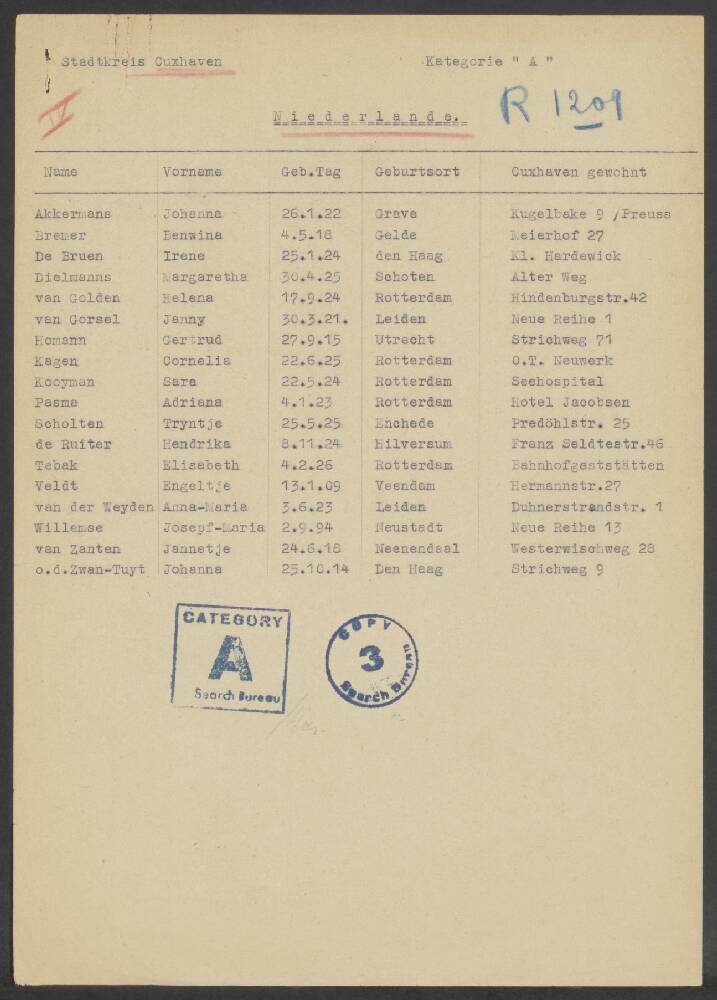 Stadtkreis Cuxhaven Kategorie " A "
IV
Niederlande. R 1209
Name Vorname Geb.Tag Geburtsort Cuxhaven gewohnt
Akkermans Johanna 26.1.22 Grave Kugelbake 9 /Preuss
Bremer Benwina 4.5.18 Gelde Meierhof 27
De Bruen Irene 25.1.24 den Haag Kl. Hardewick
Dielmanns Margaretha 30.4.25 Schoten Alter Weg
van Golden Helena 17.9.24 Rotterdam Hindenburgstr.42
van Gorsel Janny 30.3.21. Leiden Neue Reihe 1
Homann Gertrud 27.9.15 Utrecht Strichweg 71
Kagen Cornelia 22.6.25 Rotterdam O.T. Neuwerk
Kooyman Sara 22.5.24 Rotterdam Seehospital
Pasma Adriana 4.1.23 Rotterdam Hotel Jacobsen
Scholten Tryntje 25.5.25 Enchede Predöhlstr. 25
de Ruiter Hendrika 8.11.24 Hilversum Franz Seldtestr.46
Tebak Elisabeth 4.2.26 Rotterdam Bahnhofgaststätten
Veldt Engeltje 13.1.09 Veendam Hermannstr.27
van der Weyden Anna-Maria 3.6.23 Leiden Duhnerstrandstr. 1
Willemse Josepf-Maria 2.9.94 Neustadt Neue Reihe 13
van Zanten Jannetje 24.6.18 Neenendaal Westerwischweg 28
o.d.Zwan-Tuyt Johanna 25.10.14 Den Haag Strichweg 9
CATEGORY
A
Search Bureau
COPY
3
Search Bureau